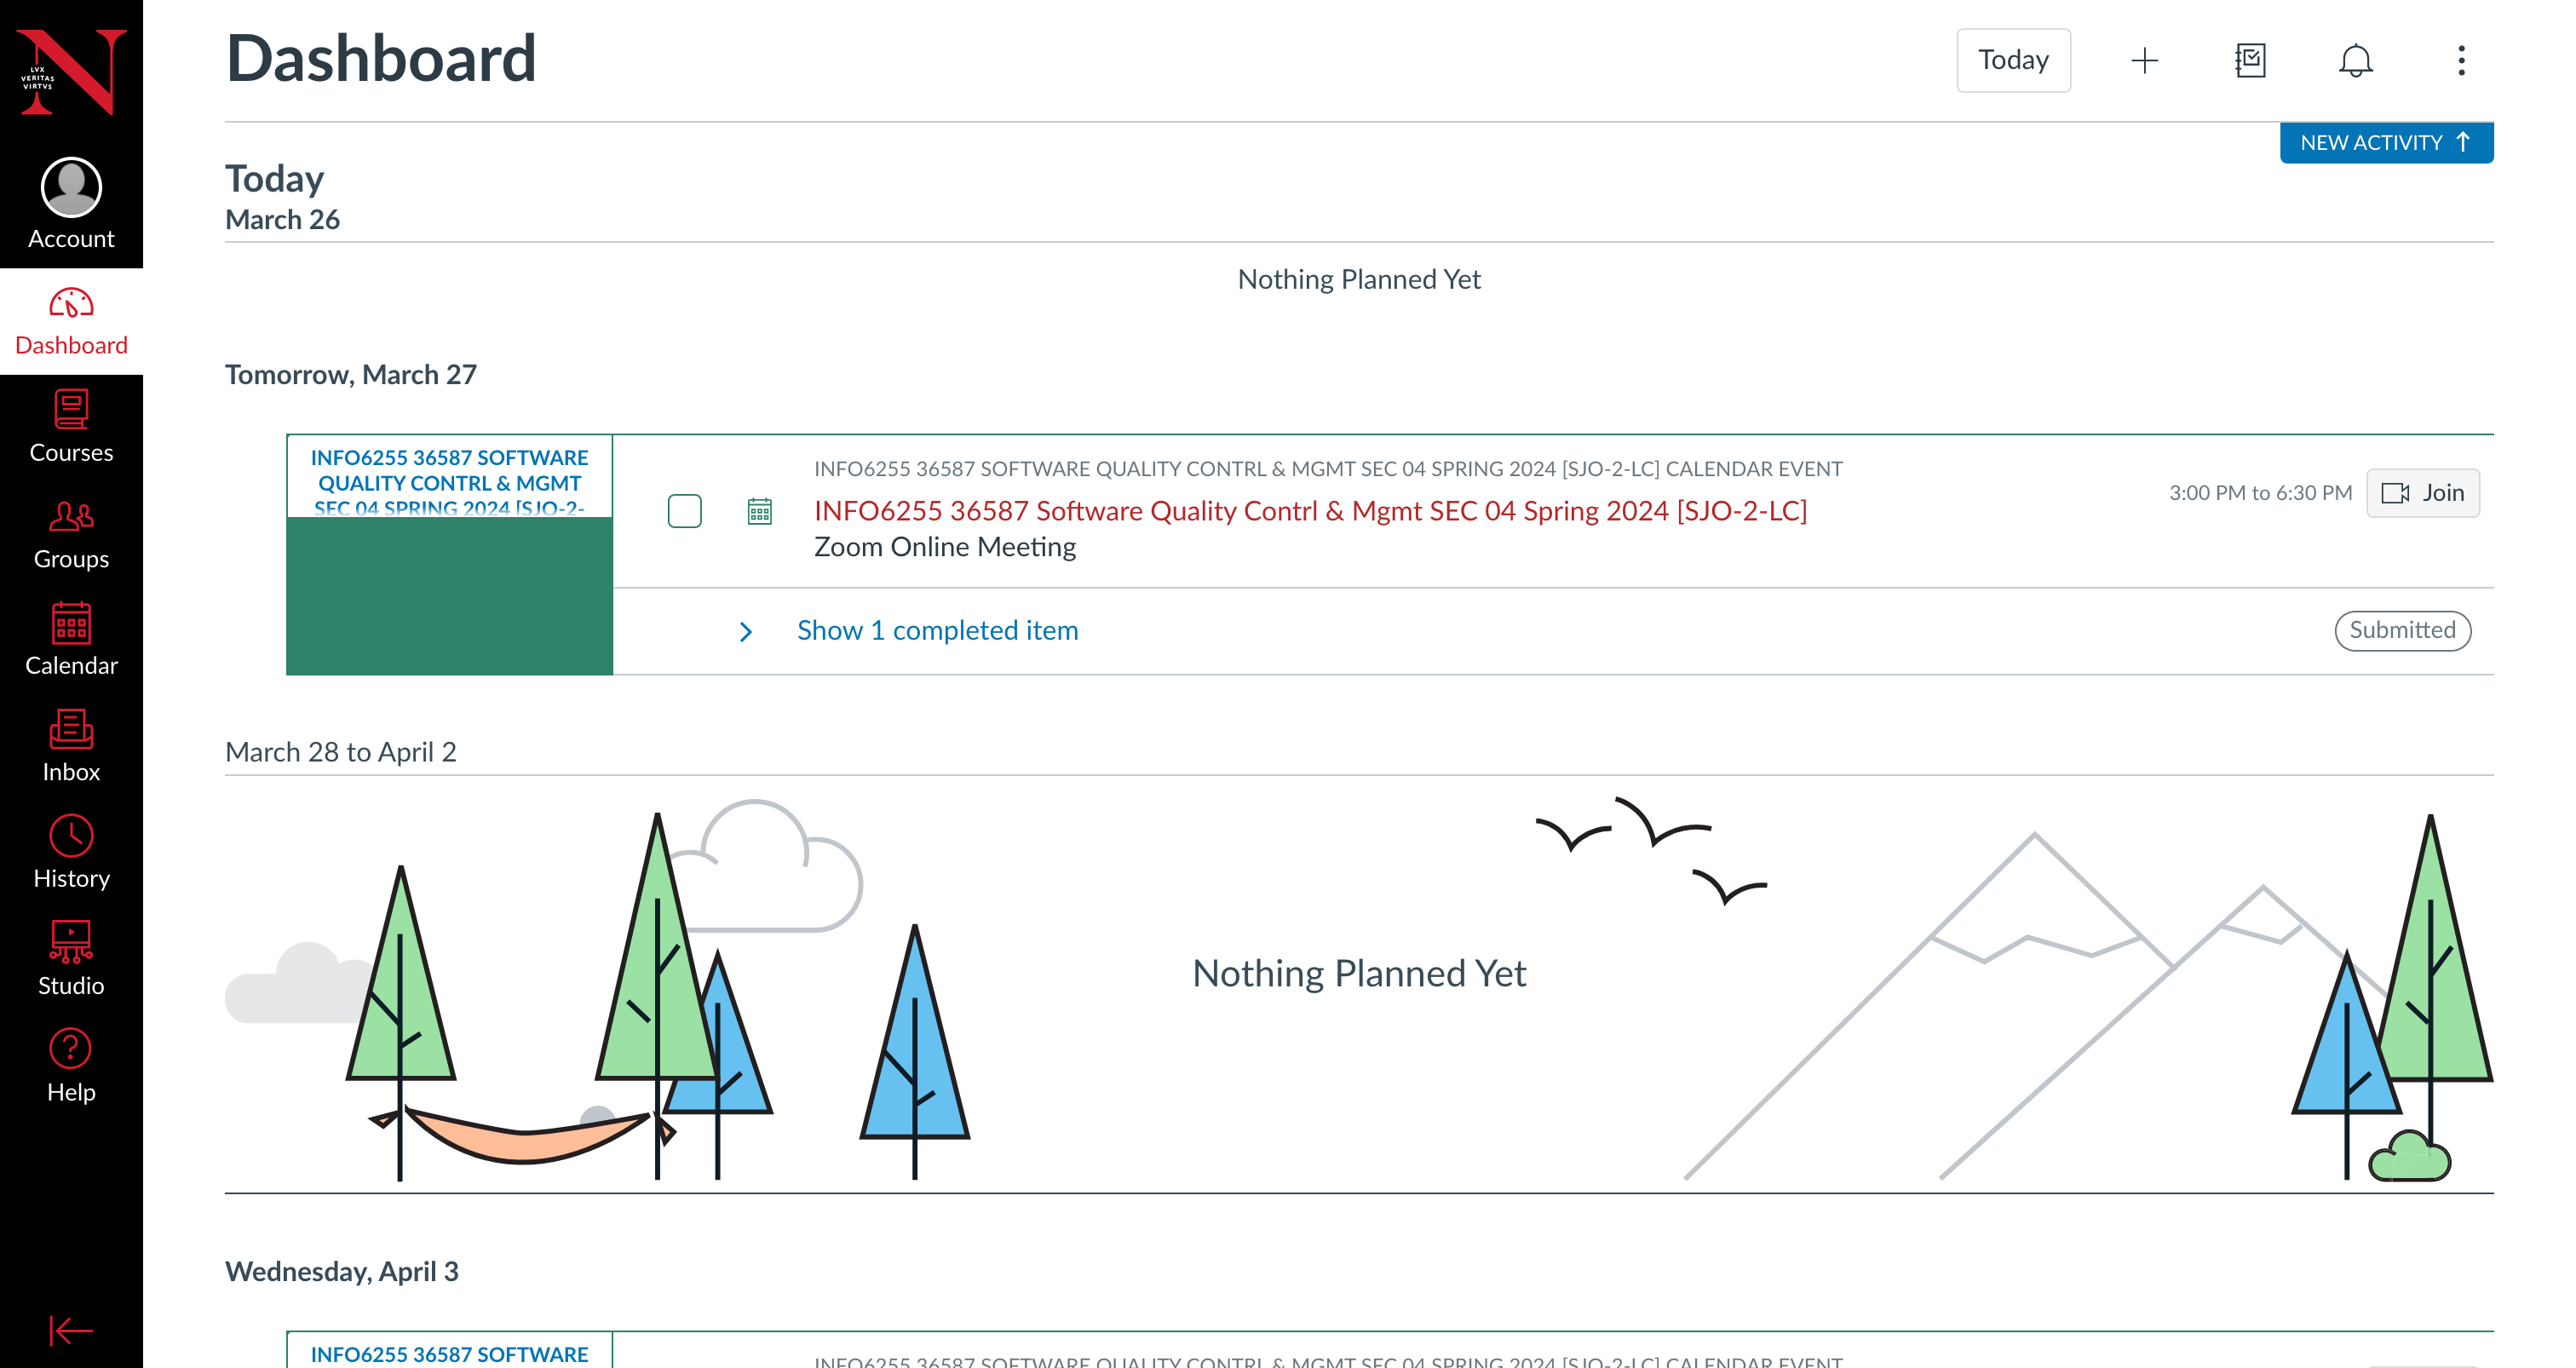 LVX
VERITAS
VIRTVS
Account
Dashboard
Courses
Groups
Calendar
Inbox
History
Studio
Help
Dashboard
Today
NEW ACTIVITY
Today
March 26
Nothing Planned Yet
Tomorrow, March 27
INFO6255 36587 SOFTWARE
QUALITY CONTRL & MGMT
SEC 04 SPRING 2024 [SJO-2-
INFO6255 36587 SOFTWARE QUALITY CONTRL & MGMT SEC 04 SPRING 2024 [SJO-2-LC] CALENDAR EVENT
INFO6255 36587 Software Quality Contrl & Mgmt SEC 04 Spring 2024 [SJO-2-LC]
Zoom Online Meeting
3:00 PM to 6:30 PM
Join
Show 1 completed item
Submitted
March 28 to April 2
Nothing Planned Yet
Wednesday, April 3
INFO6255 36587 SOFTWARE
INFO6255 36587 SOFTWARE QUALITY CONTRL & MGMT SEC 04 SPRING 2024 [SJO-2-LC] CALENDAR EVENT